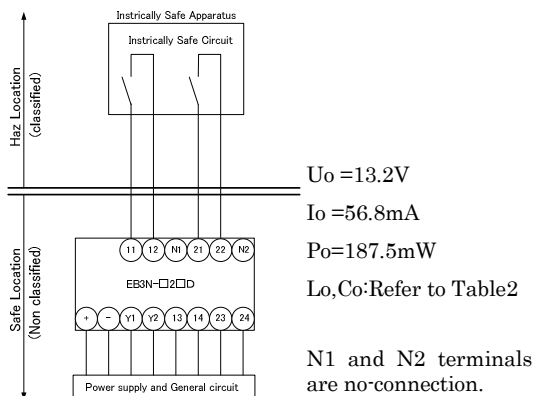 Instrically Safe Apparatus
Instrically Safe Circuit
Haz Location
(classified)
Uo =13.2V
Io =56.8mA
Po=187.5mW
Lo,Co:Refer to Table2
N1 and N2 terminals
are no-connection.
Safe Location
(Non classified)
11 12 N1 21 22 N2
EB3N-□2□D
+ - Y1 Y2 13 14 23 24
Power supply and General circuit